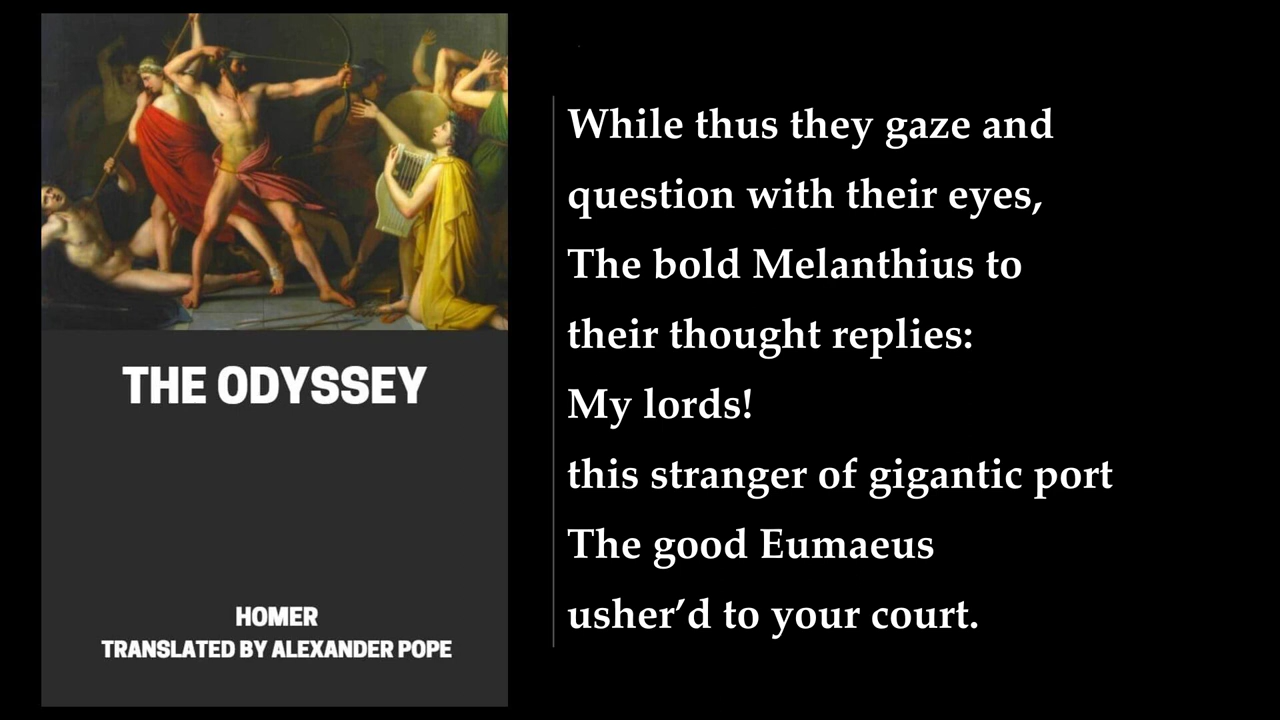 THE ODYSSEY
HOMER
TRANSLATED BY ALEXANDER POPE
While thus they gaze and
question with their eyes,
The bold Melanthius to
their thought replies:
My lords!
this stranger of gigantic port
The good Eumaeus
usher’d to your court.